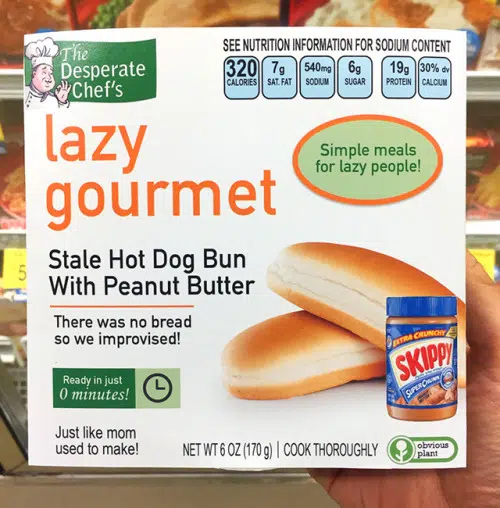 The
Desperate
Chef's
SEE NUTRITION INFORMATION FOR SODIUM CONTENT
320
CALORIES
7g
SAT. FAT
540mg
SODIUM
6g
SUGAR
19g
PROTEIN
30% dv
CALCIUM
lazy
gourmet
Simple meals
for lazy people!
Stale Hot Dog Bun
With Peanut Butter
There was no bread
so we improvised!
Ready in just
0 minutes!
EXTRA CRUNCHY
SKIPPY
SUPER CHUNK
Just like mom
used to make!
NET WT 6 OZ (170 g) | COOK THOROUGHLY
obvious
plant
5